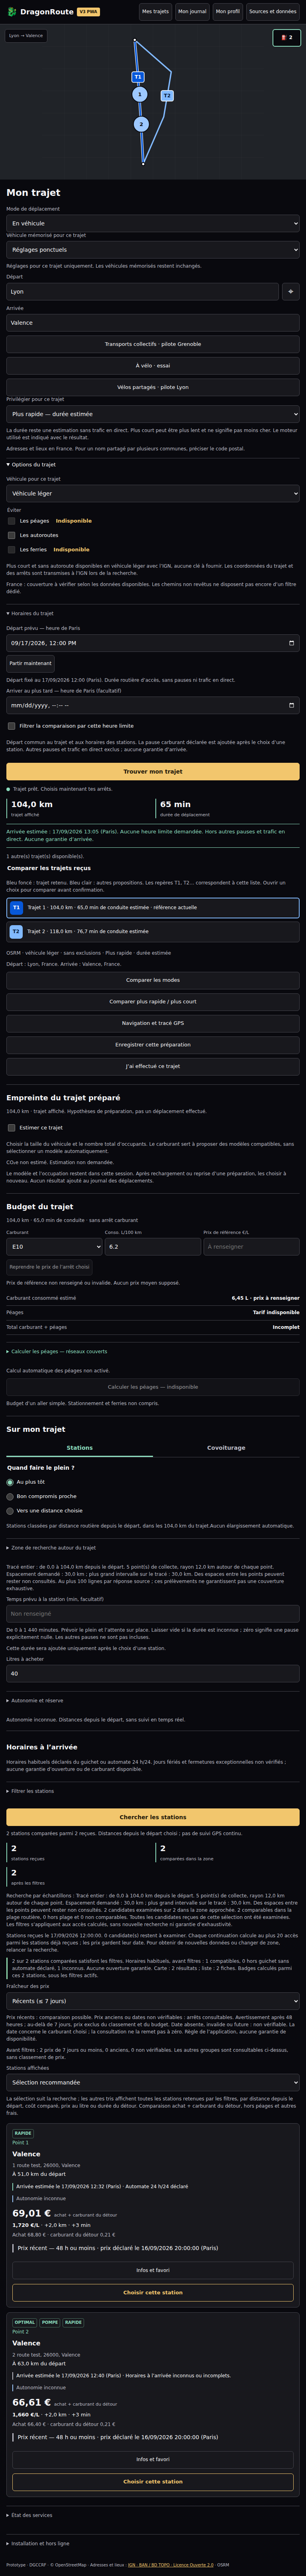 DragonRoute V3 PWA
Mes trajets
Mon journal
Mon profil
Sources et données
Lyon → Valence
2
T1
1
T2
2
Mon trajet
Mode de déplacement
En véhicule
Véhicule mémorisé pour ce trajet
Réglages ponctuels
Réglages pour ce trajet uniquement. Les véhicules mémorisés restent inchangés.
Départ
Lyon
Arrivée
Valence
Transports collectifs · pilote Grenoble
À vélo · essai
Vélos partagés · pilote Lyon
Privilégier pour ce trajet
Plus rapide — durée estimée
La durée reste une estimation sans trafic en direct. Plus court peut être plus lent et ne signifie pas moins cher. Le moteur
utilisé est indiqué avec le résultat.
Adresses et lieux en France. Pour un nom partagé par plusieurs communes, préciser le code postal.
▼ Options du trajet
Véhicule pour ce trajet
Véhicule léger
Éviter
Les péages Indisponible
Les autoroutes
Les ferries Indisponible
Plus court et sans autoroute disponibles en véhicule léger avec l'IGN, aucune clé à fournir. Les coordonnées du trajet et
des arrêts sont transmises à l'IGN lors de la recherche.
France : couverture à vérifier selon les données disponibles. Les chemins non revêtus ne disposent pas encore d'un filtre
dédié.
▼ Horaires du trajet
Départ prévu — heure de Paris
09/17/2026, 12:00 PM
Partir maintenant
Départ fixé au 17/09/2026 12:00 (Paris). Durée routière d'accès, sans pauses ni trafic en direct.
Arriver au plus tard — heure de Paris (facultatif)
mm/dd/yyyy, --:-- --
Filtrer la comparaison par cette heure limite
Départ commun au trajet et aux horaires des stations. La pause carburant déclarée est ajoutée après le choix d'une
station. Autres pauses et trafic en direct exclus ; aucune garantie d'arrivée.
Trouver mon trajet
Trajet prêt. Choisis maintenant tes arrêts.
104,0 km
trajet affiché
65 min
durée de déplacement
Arrivée estimée : 17/09/2026 13:05 (Paris). Aucune heure limite demandée. Hors autres pauses et trafic en
direct. Aucune garantie d'arrivée.
1 autre(s) trajet(s) disponible(s).
Comparer les trajets reçus
Bleu foncé : trajet retenu. Bleu clair : autres propositions. Les repères T1, T2… correspondent à cette liste. Ouvrir un
choix pour comparer avant confirmation.
T1 Trajet 1 · 104,0 km · 65,0 min de conduite estimée · référence actuelle
T2 Trajet 2 · 118,0 km · 76,7 min de conduite estimée
OSRM · véhicule léger · sans exclusions · Plus rapide · durée estimée
Départ : Lyon, France. Arrivée : Valence, France.
Comparer les modes
Comparer plus rapide / plus court
Navigation et tracé GPS
Enregistrer cette préparation
J'ai effectué ce trajet
Empreinte du trajet préparé
104,0 km · trajet affiché. Hypothèses de préparation, pas un déplacement effectué.
Estimer ce trajet
Choisir la taille du véhicule et le nombre total d'occupants. Le carburant sert à proposer des modèles compatibles, sans
sélectionner un modèle automatiquement.
CO₂e non estimé. Estimation non demandée.
Le modèle et l'occupation restent dans cette session. Après rechargement ou reprise d'une préparation, les choisir à
nouveau. Aucun résultat ajouté au journal des déplacements.
Budget du trajet
104,0 km · 65,0 min de conduite · sans arrêt carburant
Carburant
Conso. L/100 km
Prix de référence €/L
E10
6.2
À renseigner
Reprendre le prix de l'arrêt choisi
Prix de référence non renseigné ou invalide. Aucun prix moyen supposé.
Carburant consommé estimé 6,45 L · prix à renseigner
Péages Tarif indisponible
Total carburant + péages Incomplet
▶ Calculer les péages — réseaux couverts
Calcul automatique des péages non activé.
Calculer les péages — indisponible
Budget d'un aller simple. Stationnement et ferries non compris.
Sur mon trajet
Stations
Covoiturage
Quand faire le plein ?
Au plus tôt
Bon compromis proche
Vers une distance choisie
Stations classées par distance routière depuis le départ, dans les 104,0 km du trajet.Aucun élargissement automatique.
▶ Zone de recherche autour du trajet
Tracé entier : de 0,0 à 104,0 km depuis le départ. 5 point(s) de collecte, rayon 12,0 km autour de chaque point.
Espacement demandé : 30,0 km ; plus grand intervalle sur le tracé : 30,0 km. Des espaces entre les points peuvent
rester non consultés. Au plus 100 lignes par réponse source ; ces prélèvements ne garantissent pas une couverture
exhaustive.
Temps prévu à la station (min, facultatif)
Non renseigné
De 0 à 1 440 minutes. Prévoir le plein et l'attente sur place. Laisser vide si la durée est inconnue ; zéro signifie une pause
explicitement nulle. Les autres pauses ne sont pas incluses.
Cette durée sera ajoutée uniquement après le choix d'une station.
Litres à acheter
40
▶ Autonomie et réserve
Autonomie inconnue. Distances depuis le départ, sans suivi en temps réel.
Horaires à l'arrivée
Horaires habituels déclarés du guichet ou automate 24 h/24. Jours fériés et fermetures exceptionnelles non vérifiés ;
aucune garantie d'ouverture ou de carburant disponible.
▶ Filtrer les stations
Chercher les stations
2 stations comparées parmi 2 reçues. Distances depuis le départ choisi ; pas de suivi GPS continu.
2
stations reçues
2
comparées dans la zone
2
après les filtres
Recherche par échantillons : Tracé entier : de 0,0 à 104,0 km depuis le départ. 5 point(s) de collecte, rayon 12,0 km
autour de chaque point. Espacement demandé : 30,0 km ; plus grand intervalle sur le tracé : 30,0 km. Des espaces entre
les points peuvent rester non consultés. 2 candidates examinées sur 2 dans la zone approchée. 2 comparables dans la
plage routière. 0 hors plage et 0 non comparables. Toutes les candidates reçues de cette sélection ont été examinées.
Les filtres s'appliquent aux accès calculés, sans nouvelle recherche ni garantie d'exhaustivité.
Stations reçues le 17/09/2026 12:00:00. 0 candidate(s) restent à examiner. Chaque continuation calcule au plus 20 accès
parmi les stations déjà reçues ; les prix gardent leur date. Pour obtenir de nouvelles données ou changer de zone,
relancer la recherche.
2 sur 2 stations comparées satisfont les filtres. Horaires habituels, avant filtres : 1 compatibles, 0 hors guichet sans
automate déclaré, 1 inconnus. Aucune ouverture garantie. Carte : 2 résultats ; liste : 2 fiches. Badges calculés parmi
ces 2 stations, sous les filtres actifs.
Fraîcheur des prix
Récents (≤ 7 jours)
Prix récents : comparaison possible. Prix anciens ou dates non vérifiables : arrêts consultables. Avertissement après 48
heures ; au-delà de 7 jours, prix exclus du classement et du budget. Date absente, invalide ou future : non vérifiable. La
date concerne le carburant choisi ; la consultation ne la remet pas à zéro. Règle de l'application, aucune garantie de
disponibilité.
Avant filtres : 2 prix de 7 jours ou moins, 0 anciens, 0 non vérifiables. Les autres groupes sont consultables ci-dessus,
sans classement de prix.
Stations affichées
Sélection recommandée
La sélection suit la recherche ; les autres tris affichent toutes les stations retenues par les filtres, par distance depuis le
départ, coût comparé, prix au litre ou durée du détour. Comparaison achat + carburant du détour, hors péages et autres
frais.
RAPIDE
Point 1
Valence
1 route test, 26000, Valence
À 51,0 km du départ
Arrivée estimée le 17/09/2026 12:32 (Paris) · Automate 24 h/24 déclaré
Autonomie inconnue
69,01 € achat + carburant du détour
1,720 €/L · +2,0 km · +3 min
Achat 68,80 € · carburant du détour 0,21 €
Prix récent — 48 h ou moins · prix déclaré le 16/09/2026 20:00:00 (Paris)
Infos et favori
Choisir cette station
OPTIMAL POMPE RAPIDE
Point 2
Valence
2 route test, 26000, Valence
À 63,0 km du départ
Arrivée estimée le 17/09/2026 12:40 (Paris) · Horaires à l'arrivée inconnus ou incomplets.
Autonomie inconnue
66,61 € achat + carburant du détour
1,660 €/L · +2,0 km · +3 min
Achat 66,40 € · carburant du détour 0,21 €
Prix récent — 48 h ou moins · prix déclaré le 16/09/2026 20:00:00 (Paris)
Infos et favori
Choisir cette station
▶ État des services
▶ Installation et hors ligne
Prototype · DGCCRF · © OpenStreetMap · Adresses et lieux : IGN · BAN / BD TOPO · Licence Ouverte 2.0 · OSRM